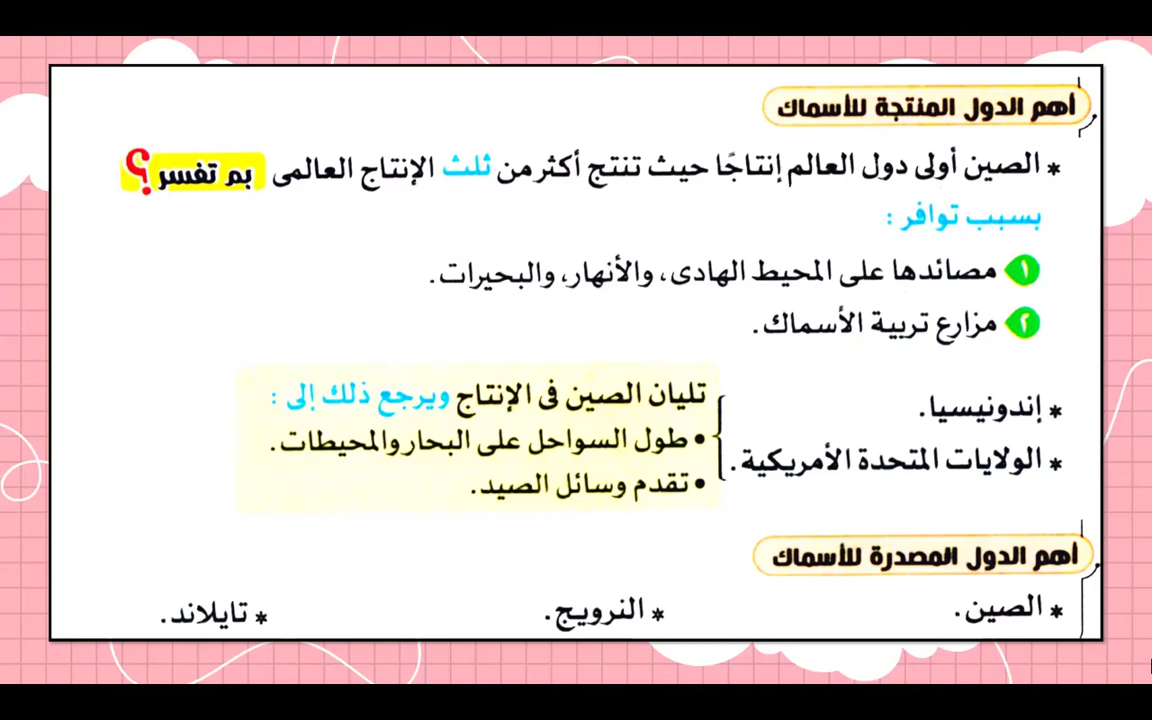 أهم الدول المنتجة للأسماك
* الصين أولى دول العالم إنتاجًا حيث تنتج أكثر من ثلث الإنتاج العالمى بم تفسر ؟
بسبب توافر :
١ مصائدها على المحيط الهادى، والأنهار، والبحيرات.
٢ مزارع تربية الأسماك.
* إندونيسيا.
* الولايات المتحدة الأمريكية.
تليان الصين فى الإنتاج ويرجع ذلك إلى :
• طول السواحل على البحار والمحيطات.
• تقدم وسائل الصيد.
أهم الدول المصدرة للأسماك
* الصين. * النرويج. * تايلاند.